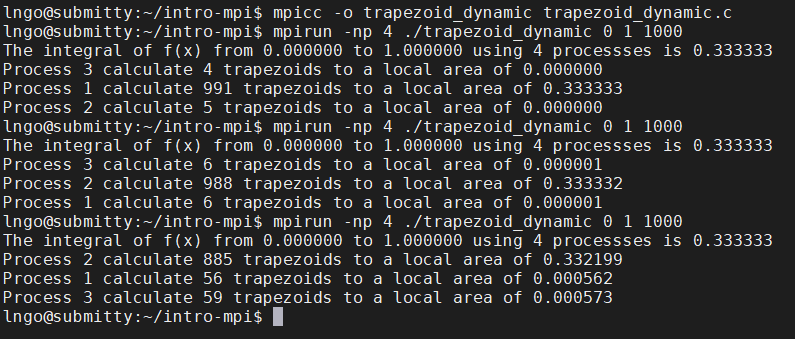 lngo@submitty:~/intro-mpi$ mpicc -o trapezoid_dynamic trapezoid_dynamic.c
lngo@submitty:~/intro-mpi$ mpirun -np 4 ./trapezoid_dynamic 0 1 1000
The integral of f(x) from 0.000000 to 1.000000 using 4 processses is 0.333333
Process 3 calculate 4 trapezoids to a local area of 0.000000
Process 1 calculate 991 trapezoids to a local area of 0.333333
Process 2 calculate 5 trapezoids to a local area of 0.000000
lngo@submitty:~/intro-mpi$ mpirun -np 4 ./trapezoid_dynamic 0 1 1000
The integral of f(x) from 0.000000 to 1.000000 using 4 processses is 0.333333
Process 3 calculate 6 trapezoids to a local area of 0.000001
Process 2 calculate 988 trapezoids to a local area of 0.333332
Process 1 calculate 6 trapezoids to a local area of 0.000001
lngo@submitty:~/intro-mpi$ mpirun -np 4 ./trapezoid_dynamic 0 1 1000
The integral of f(x) from 0.000000 to 1.000000 using 4 processses is 0.333333
Process 2 calculate 885 trapezoids to a local area of 0.332199
Process 1 calculate 56 trapezoids to a local area of 0.000562
Process 3 calculate 59 trapezoids to a local area of 0.000573
lngo@submitty:~/intro-mpi$